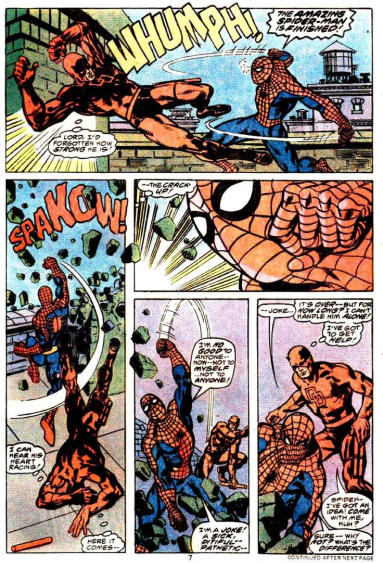 WHUMPH!
THE AMAZING
SPIDER-MAN
IS FINISHED!
LORD, I'D
FORGOTTEN HOW
STRONG HE IS!
SPAKOW!
I CAN
HEAR HIS
HEART
RACING!
HERE IT
COMES--
--THE CRACK-
UP!
I'M NO
GOOD TO
ANYONE--
NOW--NOT TO
MYSELF
..NOT TO
ANYONE!
I'M A JOKE!
A SICK,
PITIFUL--
PATHETIC--
--JOKE...
IT'S OVER--BUT FOR
HOW LONG? I CAN'T
HANDLE HIM ALONE!
I'VE GOT
TO GET
HELP!
SPIDEY--
I'VE GOT AN
IDEA! COME
WITH ME,
HUH?
SURE-- WHY
NOT? WHAT'S THE
DIFFERENCE?
7
CONTINUED AFTER NEXT PAGE